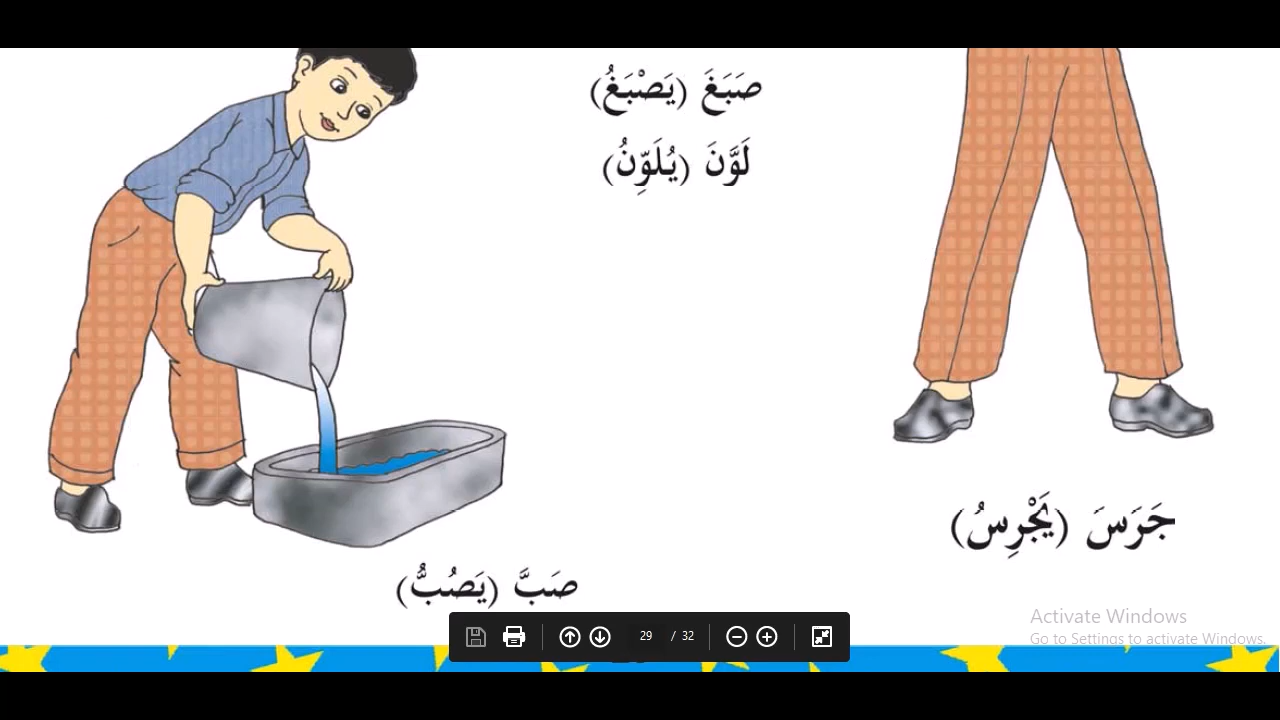 صَبَغَ (يَصْبَغُ)
لَوَّنَ (يُلَوِّنُ)
جَرَسَ (يَجْرِسُ)
صَبَّ (يَصُبُّ)
29 / 32
Activate Windows
Go to Settings to activate Windows.